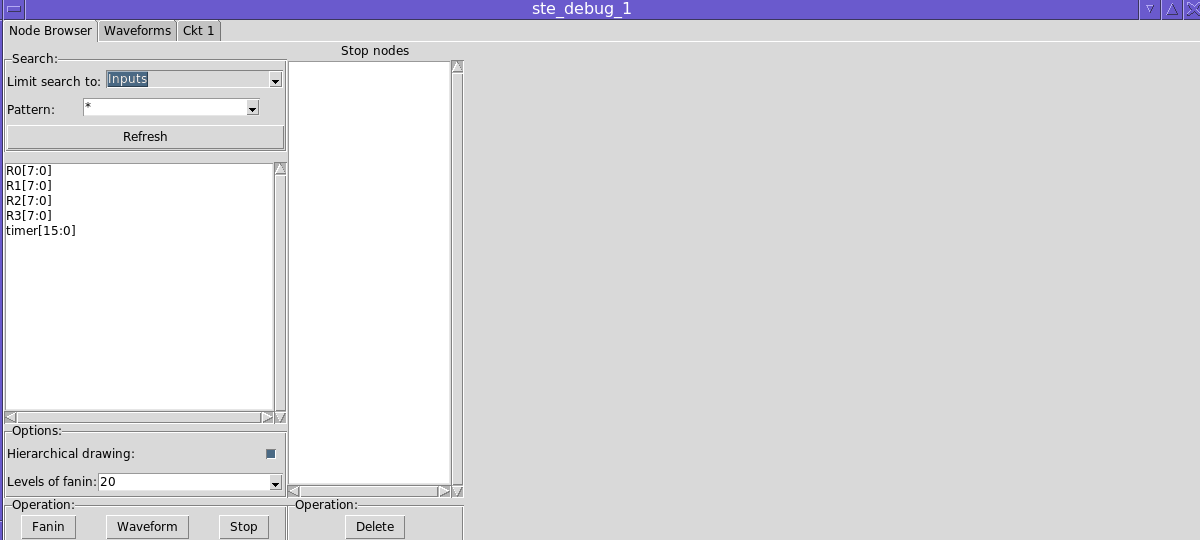 ste_debug_1
Node Browser Waveforms Ckt 1
Search:
Limit search to: Inputs
Pattern: *
Refresh
R0[7:0]
R1[7:0]
R2[7:0]
R3[7:0]
timer[15:0]
Options:
Hierarchical drawing:
Levels of fanin: 20
Operation:
Fanin Waveform Stop
Stop nodes
Operation:
Delete